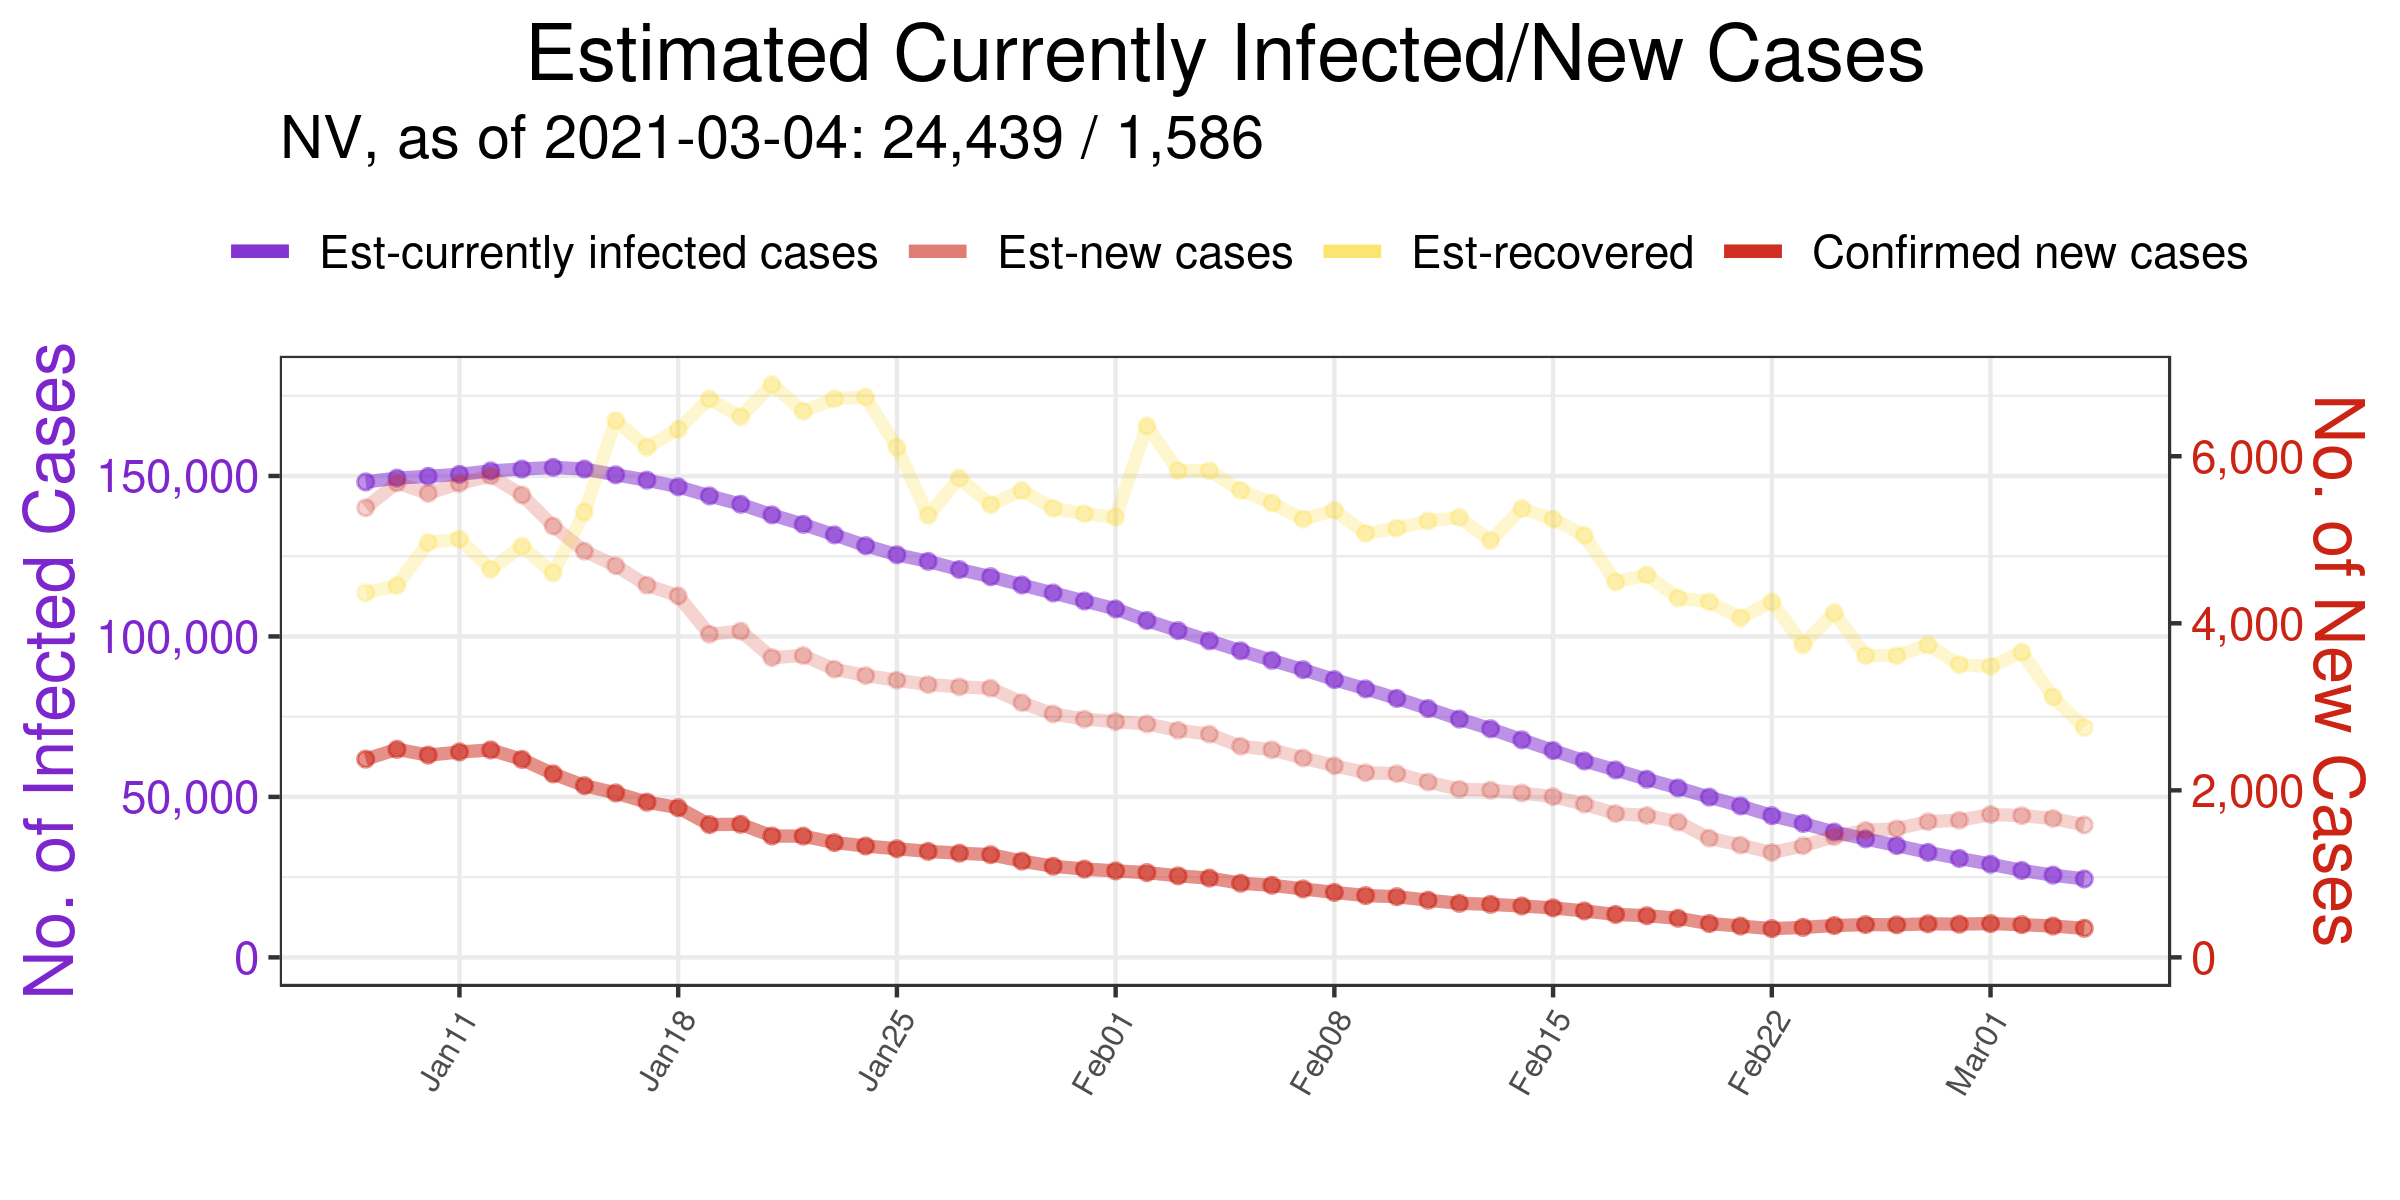 Estimated Currently Infected/New Cases
NV, as of 2021-03-04: 24,439 / 1,586
Est-currently infected cases Est-new cases Est-recovered Confirmed new cases
No. of Infected Cases
150,000
100,000
50,000
0
6,000
4,000
2,000
0
No. of New Cases
Jan11 Jan18 Jan25 Feb01 Feb08 Feb15 Feb22 Mar01